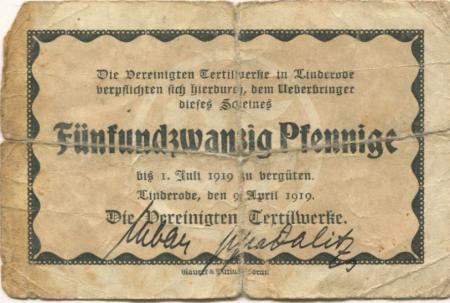 Die Vereinigten Textilwerke in Linderode
verpflichten sich hierdurch, dem Ueberbringer
dieses Scheines
Fünfundzwanzig Pfennige
bis 1. Juli 1919 zu vergüten.
Linderode, den 9. April 1919.
Die Vereinigten Textilwerke.
Sorau